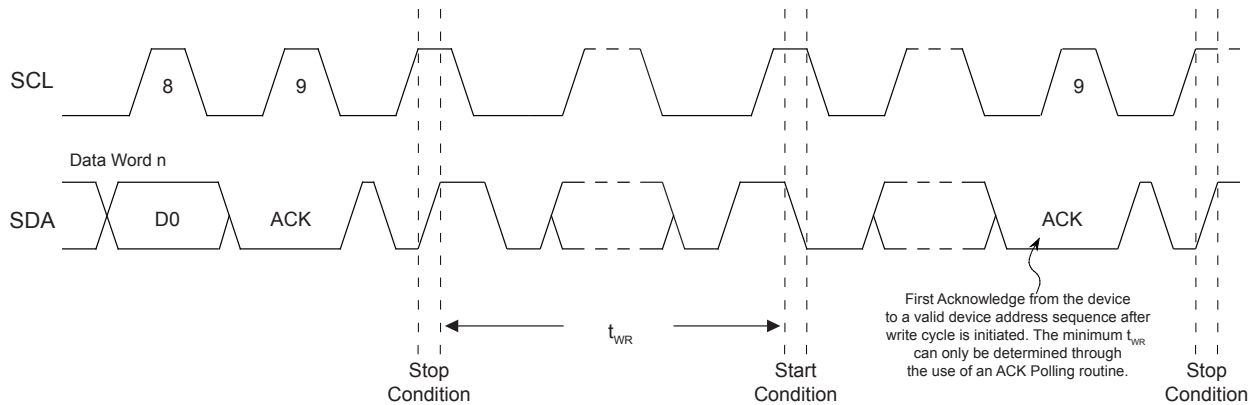 SCL
8
9
9
Data Word n
SDA
D0
ACK
ACK
First Acknowledge from the device
to a valid device address sequence after
write cycle is initiated. The minimum tWR
can only be determined through
the use of an ACK Polling routine.
tWR
Stop
Condition
Start
Condition
Stop
Condition